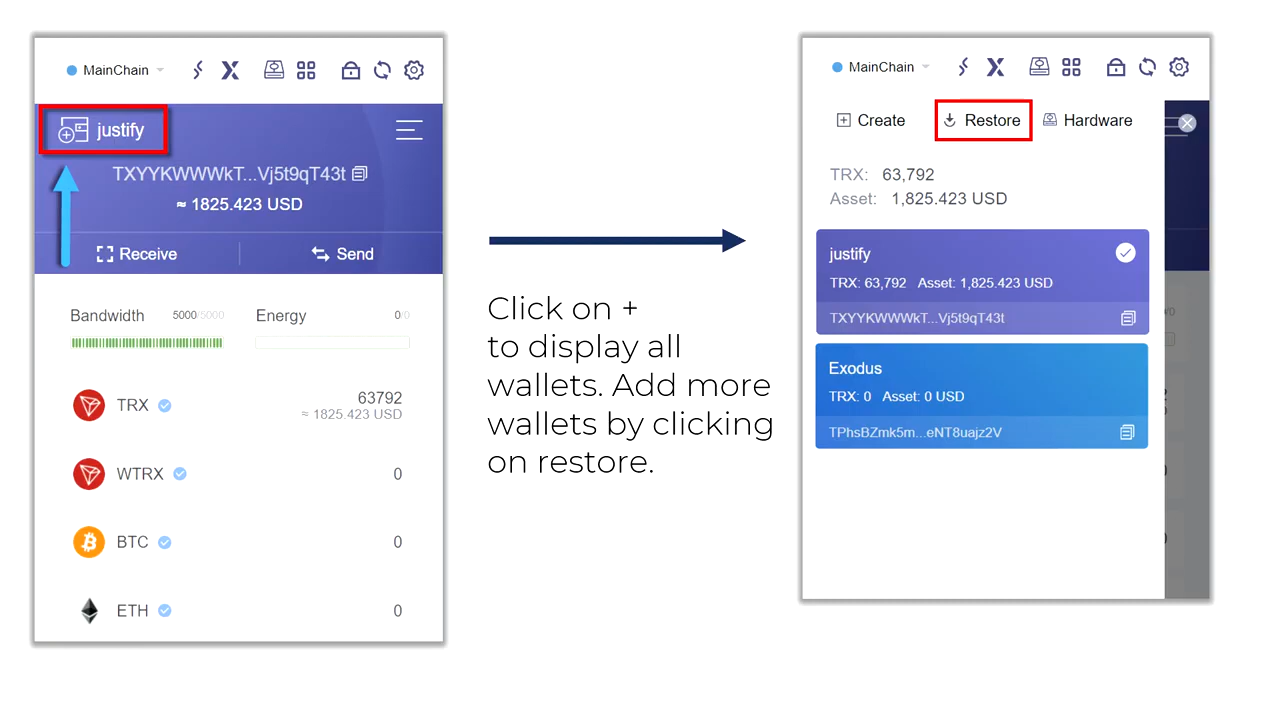 MainChain
justify
TXYYKWWWkT...Vj5t9qT43t
≈ 1825.423 USD
Receive
Send
Bandwidth 5000/5000 Energy 0/0
TRX 63792
≈ 1825.423 USD
WTRX 0
BTC 0
ETH 0
Click on +
to display all
wallets. Add more
wallets by clicking
on restore.
MainChain
Create Restore Hardware
TRX: 63,792
Asset: 1,825.423 USD
justify
TRX: 63,792 Asset: 1,825.423 USD
TXYYKWWWkT...Vj5t9qT43t
Exodus
TRX: 0 Asset: 0 USD
TPhsBZmk5m...eNT8uajz2V